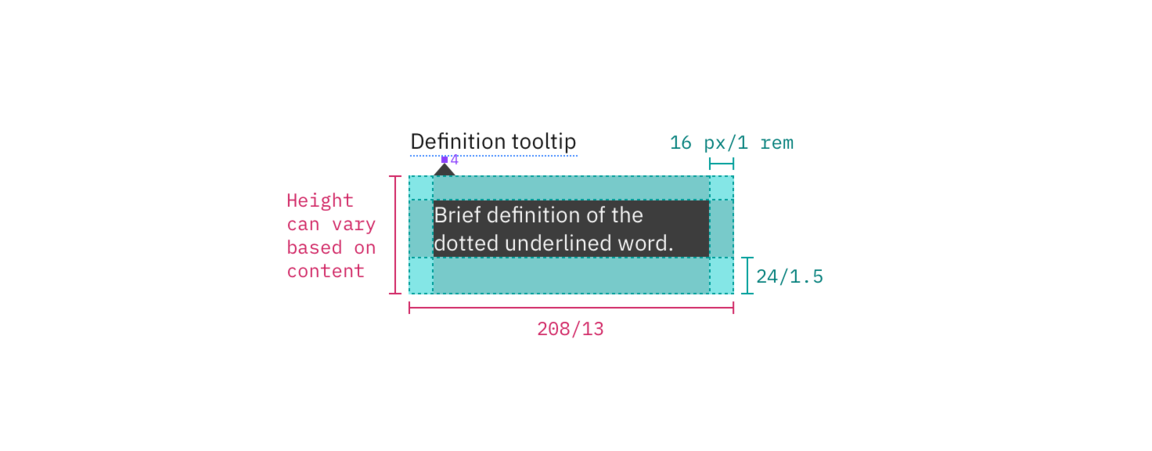 Definition tooltip
16 px/1 rem
4
Height
can vary
based on
content
Brief definition of the
dotted underlined word.
24/1.5
208/13